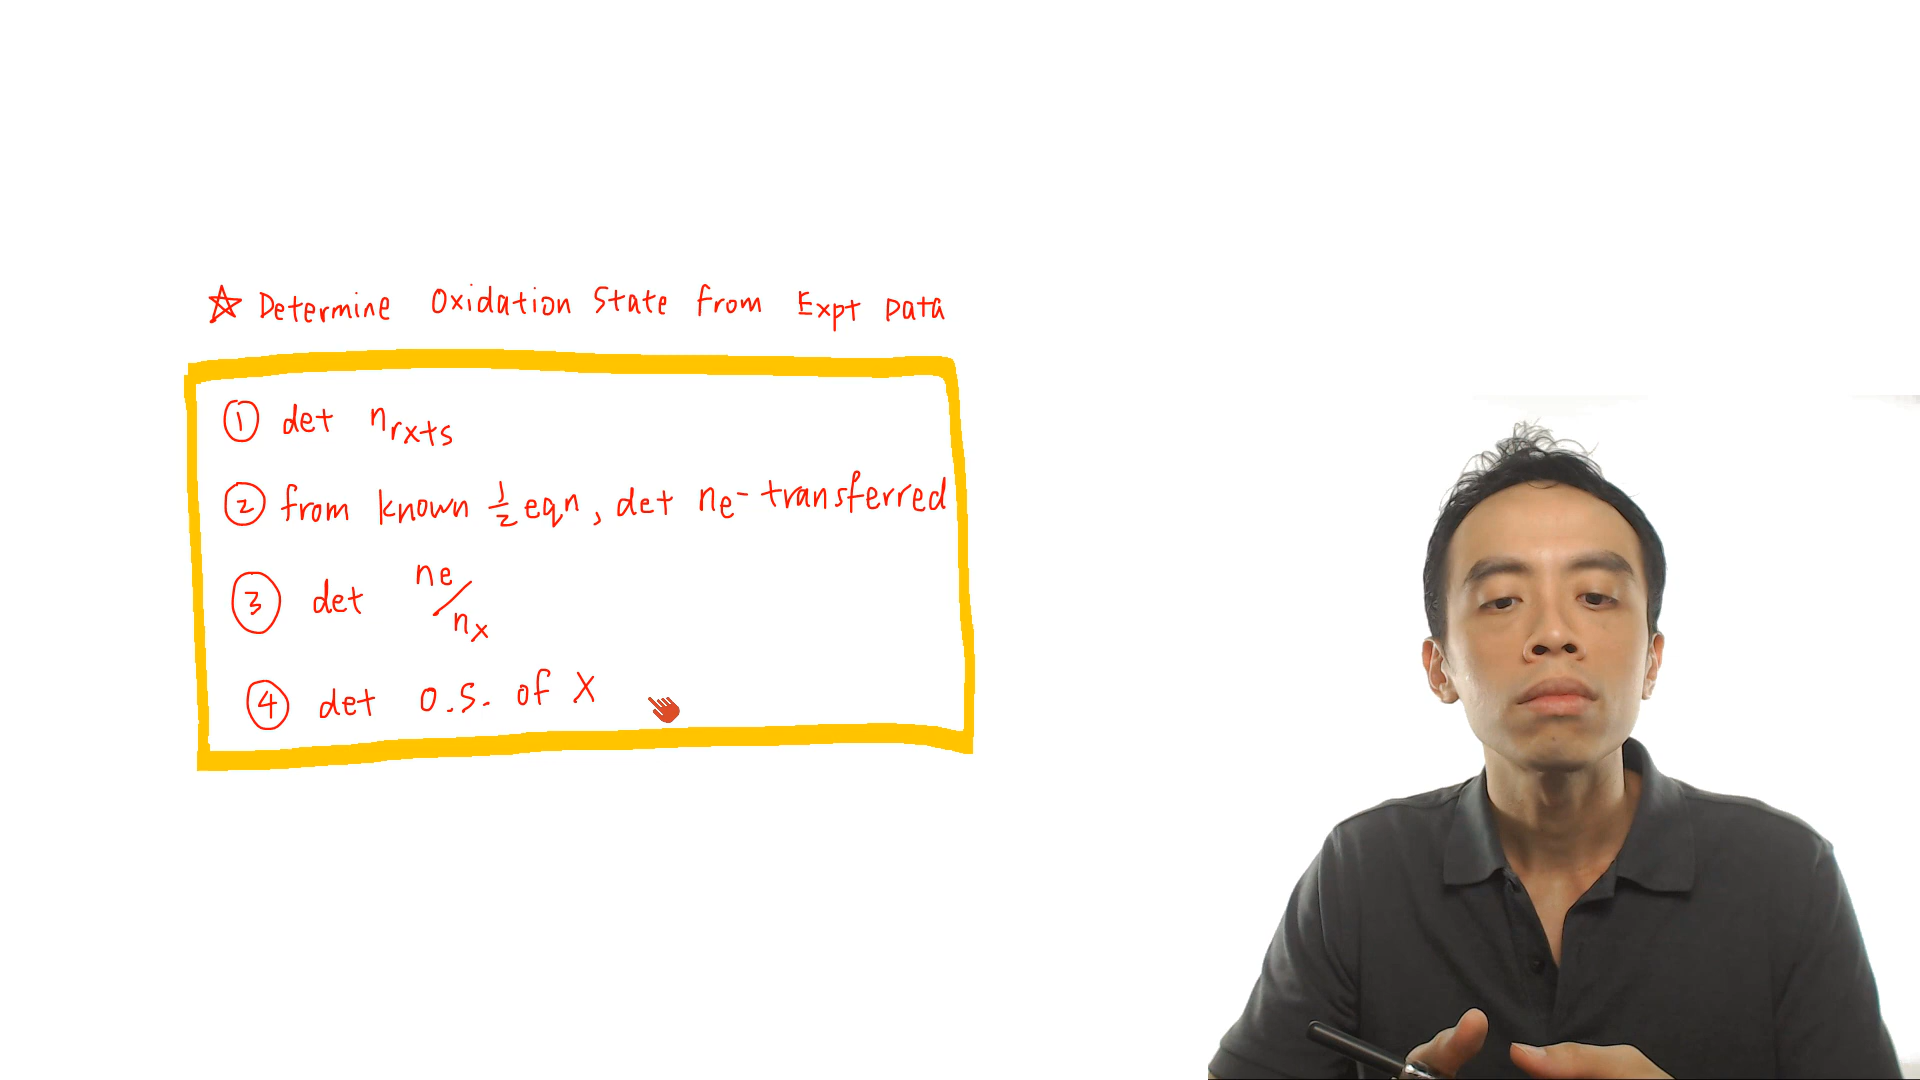 ☆ Determine Oxidation State from Expt Data
① det n rxts
② from known ½ eqn, det ne- transferred
③ det ne/nx
④ det O.S. of X